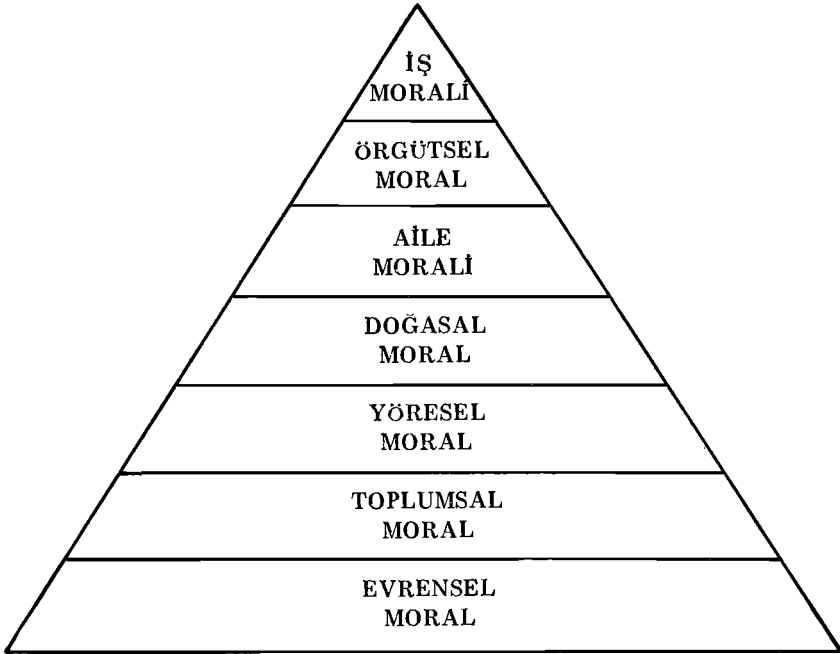 İŞ
MORALİ
ÖRGÜTSEL
MORAL
AİLE
MORALİ
DOĞASAL
MORAL
YÖRESEL
MORAL
TOPLUMSAL
MORAL
EVRENSEL
MORAL